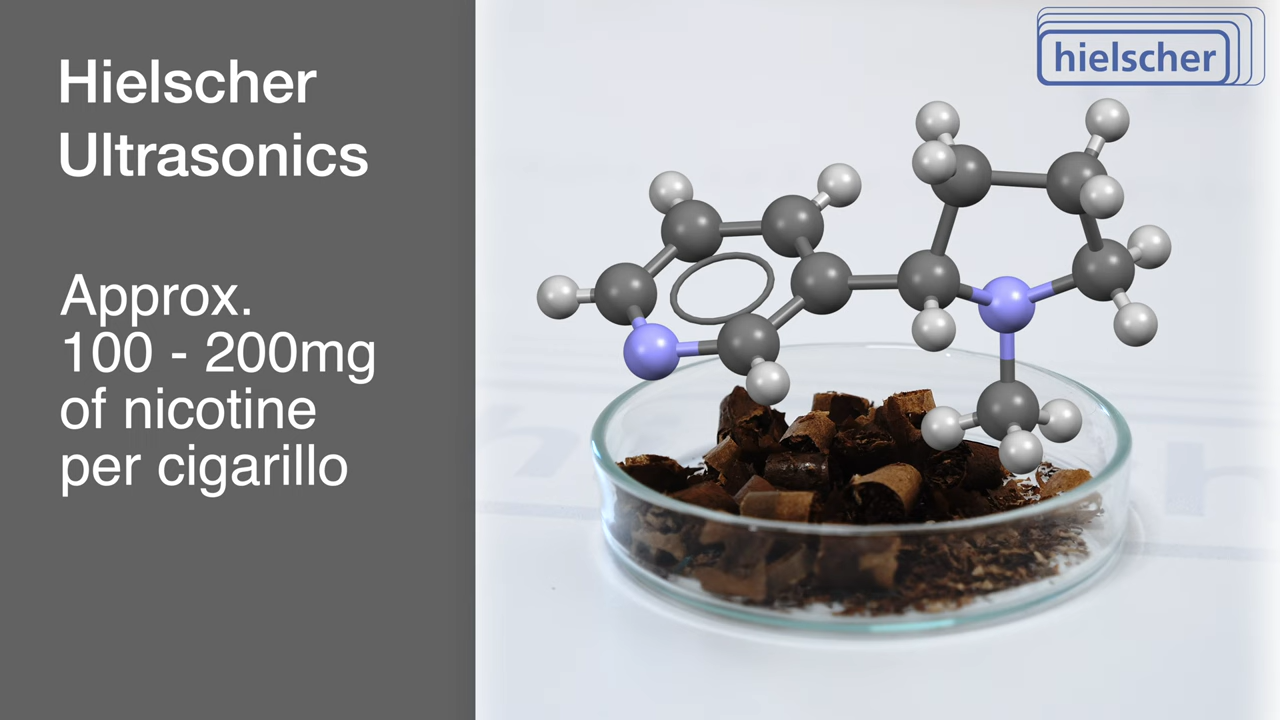 Hielscher
Ultrasonics
Approx.
100 - 200mg
of nicotine
per cigarillo
hielscher